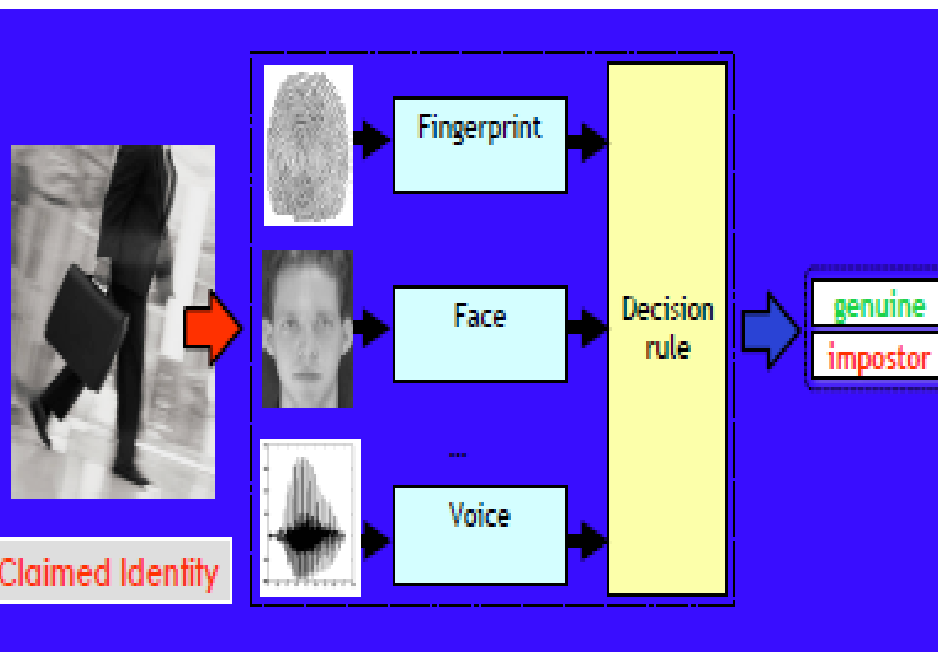 Fingerprint
Face
...
Voice
Decision
rule
genuine
impostor
Claimed Identity